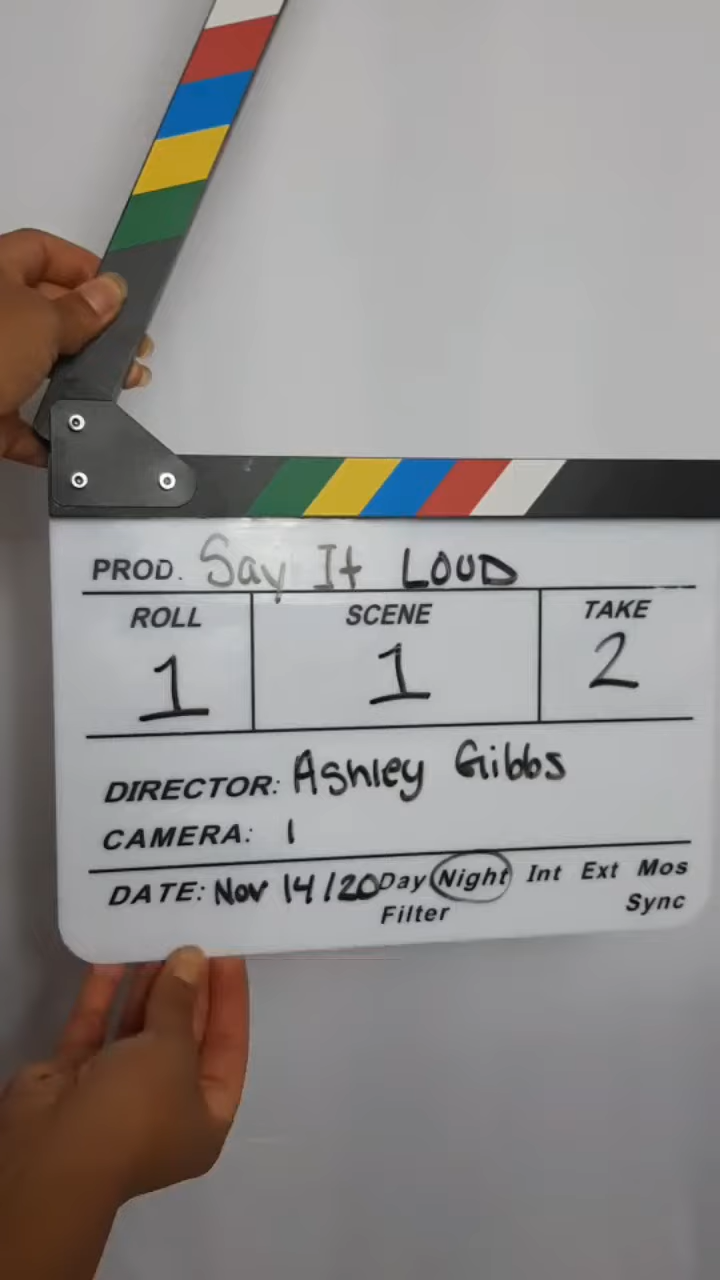 PROD. Say It LOUD
ROLL SCENE TAKE
1 1 2
DIRECTOR: Ashley Gibbs
CAMERA: 1
DATE: Nov 14/20 Day Night Int Ext Mos
Filter Sync